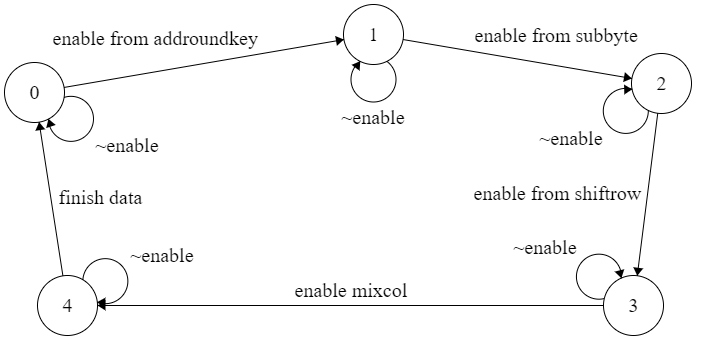 enable from addroundkey
1
enable from subbyte
0
~enable
~enable
2
~enable
finish data
enable from shiftrow
~enable
~enable
4
enable mixcol
3